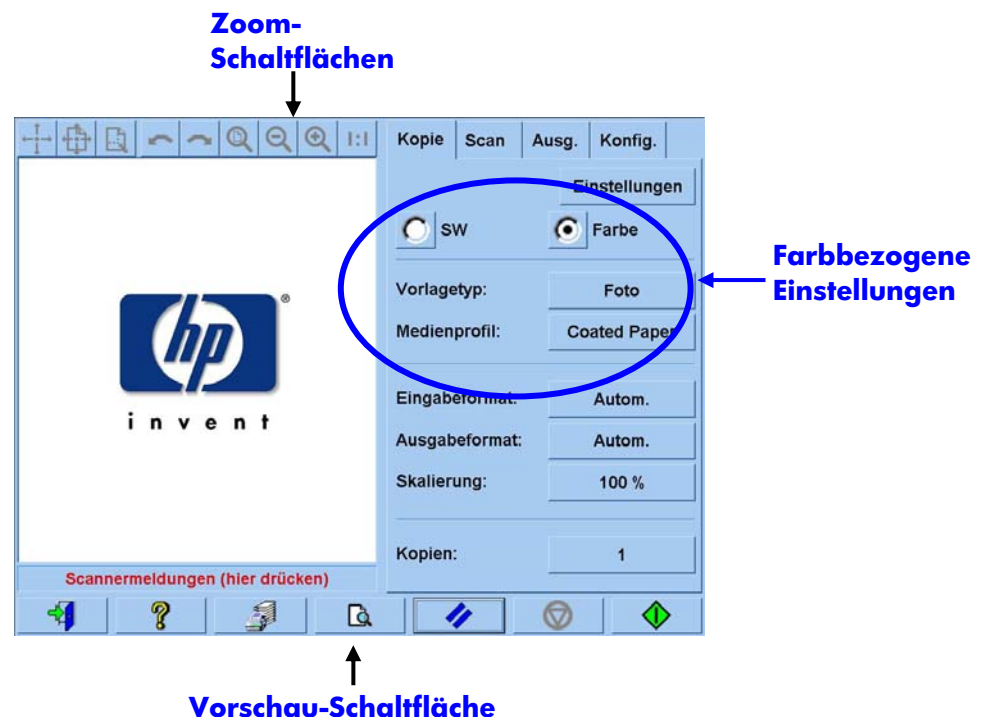 Zoom-
Schaltflächen
1:1
Kopie Scan Ausg. Konfig.
Einstellungen
SW Farbe
Farbbezogene
Einstellungen
Vorlagetyp: Foto
Medienprofil: Coated Paper
hp
®
invent
Eingabeformat: Autom.
Ausgabeformat: Autom.
Skalierung: 100 %
Kopien: 1
Scannermeldungen (hier drücken)
Vorschau-Schaltfläche